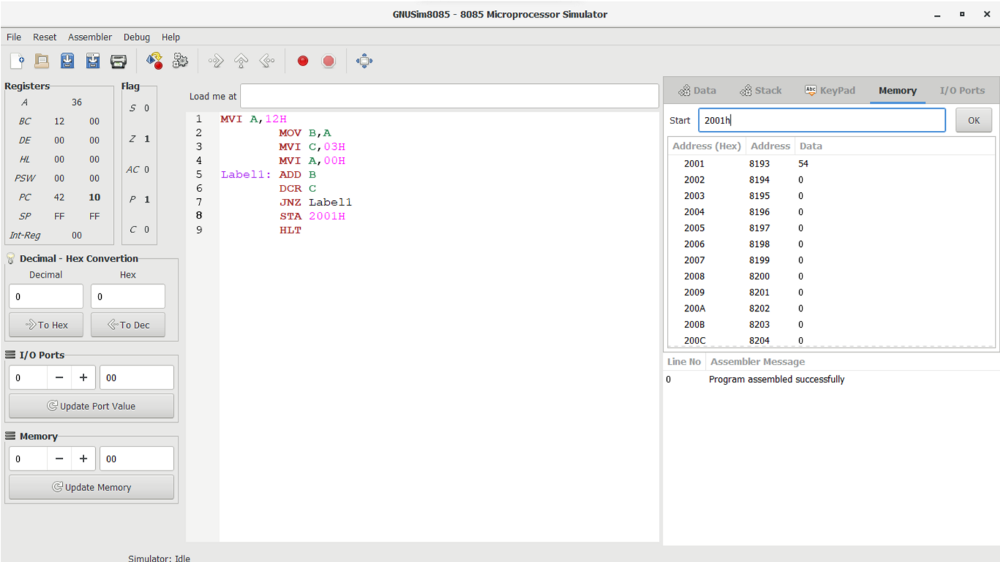 GNUSim8085 - 8085 Microprocessor Simulator
File Reset Assembler Debug Help
Registers
A 36
BC 12 00
DE 00 00
HL 00 00
PSW 00 00
PC 42 10
SP FF FF
Int-Reg 00
Flag
S 0
Z 1
AC 0
P 1
C 0
Decimal - Hex Convertion
Decimal Hex
0 0
To Hex To Dec
I/O Ports
0 − + 00
Update Port Value
Memory
0 − + 00
Update Memory
Load me at
1 MVI A,12H
2 MOV B,A
3 MVI C,03H
4 MVI A,00H
5 Label1: ADD B
6 DCR C
7 JNZ Label1
8 STA 2001H
9 HLT
Data Stack Abc KeyPad Memory I/O Ports
Start 2001h OK
Address (Hex) Address Data
2001 8193 54
2002 8194 0
2003 8195 0
2004 8196 0
2005 8197 0
2006 8198 0
2007 8199 0
2008 8200 0
2009 8201 0
200A 8202 0
200B 8203 0
200C 8204 0
Line No Assembler Message
0 Program assembled successfully
Simulator: Idle